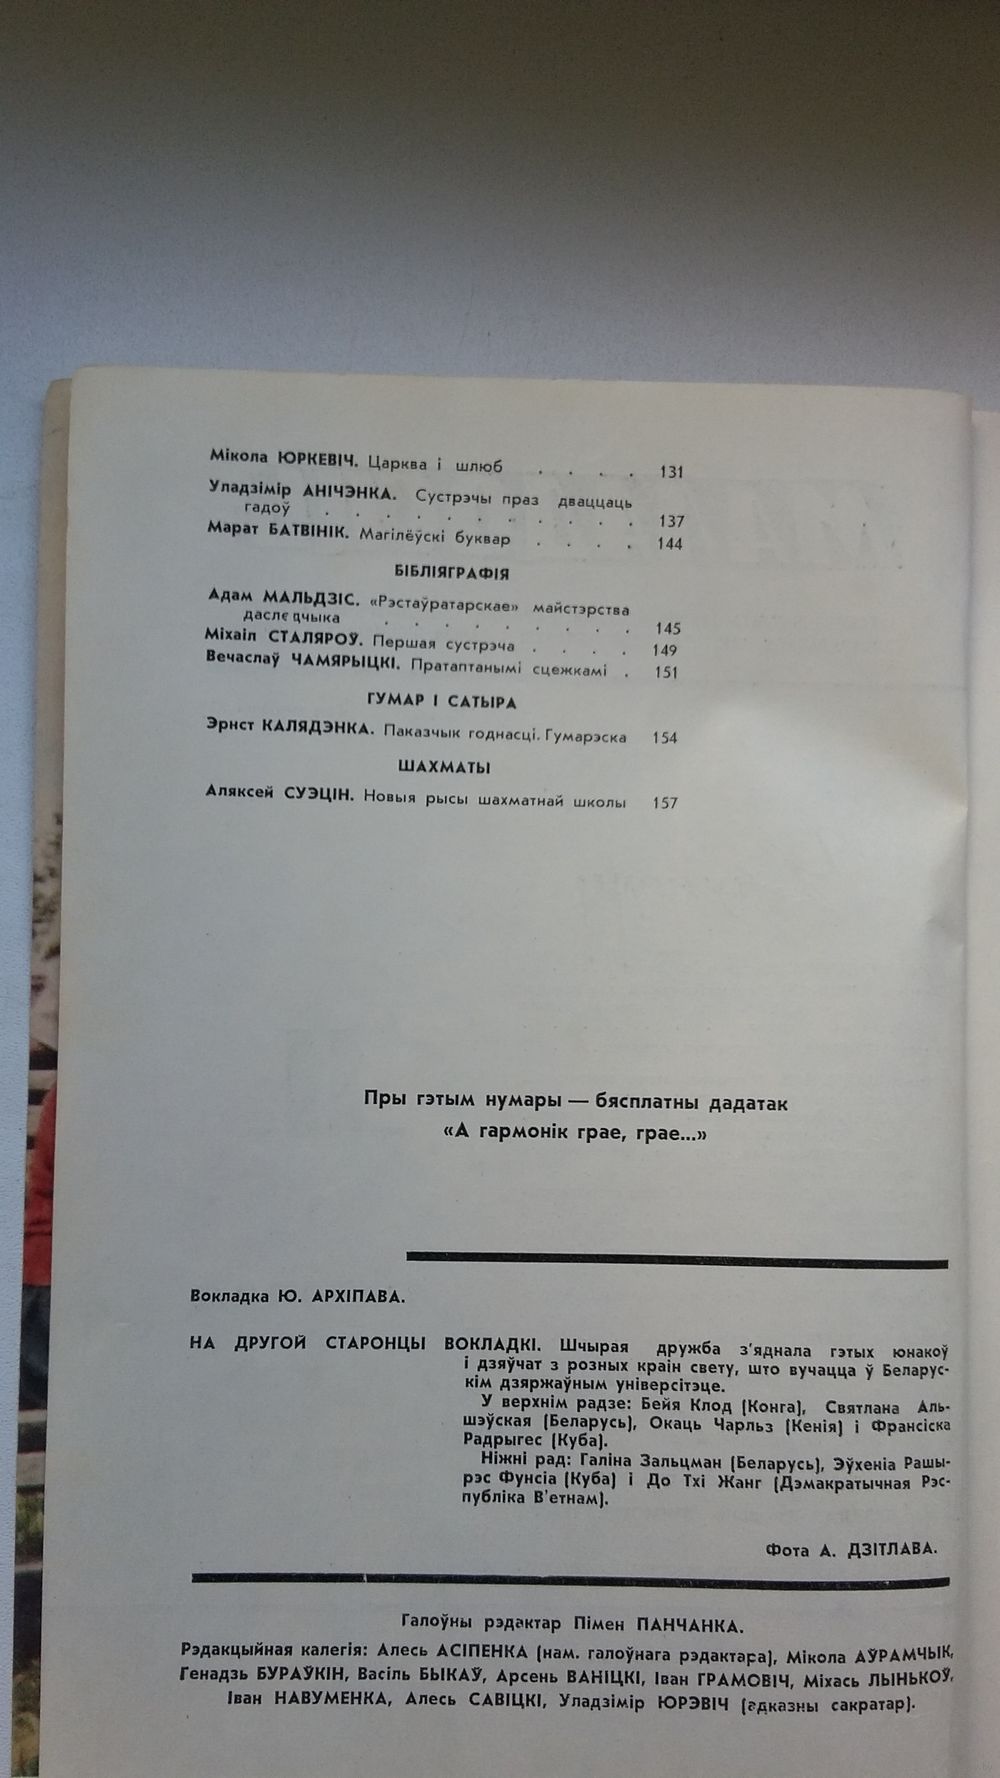 Мікола ЮРКЕВІЧ. Царква і шлюб . . . . 131
Уладзімір АНІЧЭНКА. Сустрэчы праз дваццаць
гадоў . . . . . . . . . . . 137
Марат БАТВІНІК. Магілёўскі буквар . . . . 144
БІБЛІЯГРАФІЯ
Адам МАЛЬДЗІС. «Рэстаўратарскае» майстэрства
даследчыка . . . . . . . . . 145
Міхаіл СТАЛЯРОЎ. Першая сустрэча . . . . 149
Вечаслаў ЧАМЯРЫЦКІ. Пратаптанымі сцежкамі . 151
ГУМАР І САТЫРА
Эрнст КАЛЯДЭНКА. Паказчык годнасці. Гумарэска 154
ШАХМАТЫ
Аляксей СУЭЦІН. Новыя рысы шахматнай школы 157
Пры гэтым нумары — бясплатны дадатак
«А гармонік грае, грае...»
Вокладка Ю. АРХІПАВА.
НА ДРУГОЙ СТАРОНЦЫ ВОКЛАДКІ. Шчырая дружба з'яднала гэтых юнакоў
і дзяўчат з розных краін свету, што вучацца ў Беларус-
кім дзяржаўным універсітэце.
У верхнім радзе: Бейя Клод (Конга), Святлана Аль-
шэўская (Беларусь), Окаць Чарльз (Кенія) і Франсіска
Радрыгес (Куба).
Ніжні рад: Галіна Зальцман (Беларусь), Эўхенія Рашы-
рэс Фунсіа (Куба) і До Тхі Жанг (Дэмакратычная Рэс-
публіка В'етнам).
Фота А. ДЗІТЛАВА.
Галоўны рэдактар Пімен ПАНЧАНКА.
Рэдакцыйная калегія: Алесь АСІПЕНКА (нам. галоўнага рэдактара), Мікола АЎРАМЧЫК,
Генадзь БУРАЎКІН, Васіль БЫКАЎ, Арсень ВАНІЦКІ, Іван ГРАМОВІЧ, Міхась ЛЫНЬКОЎ,
Іван НАВУМЕНКА, Алесь САВІЦКІ, Уладзімір ЮРЭВІЧ (адказны сакратар).